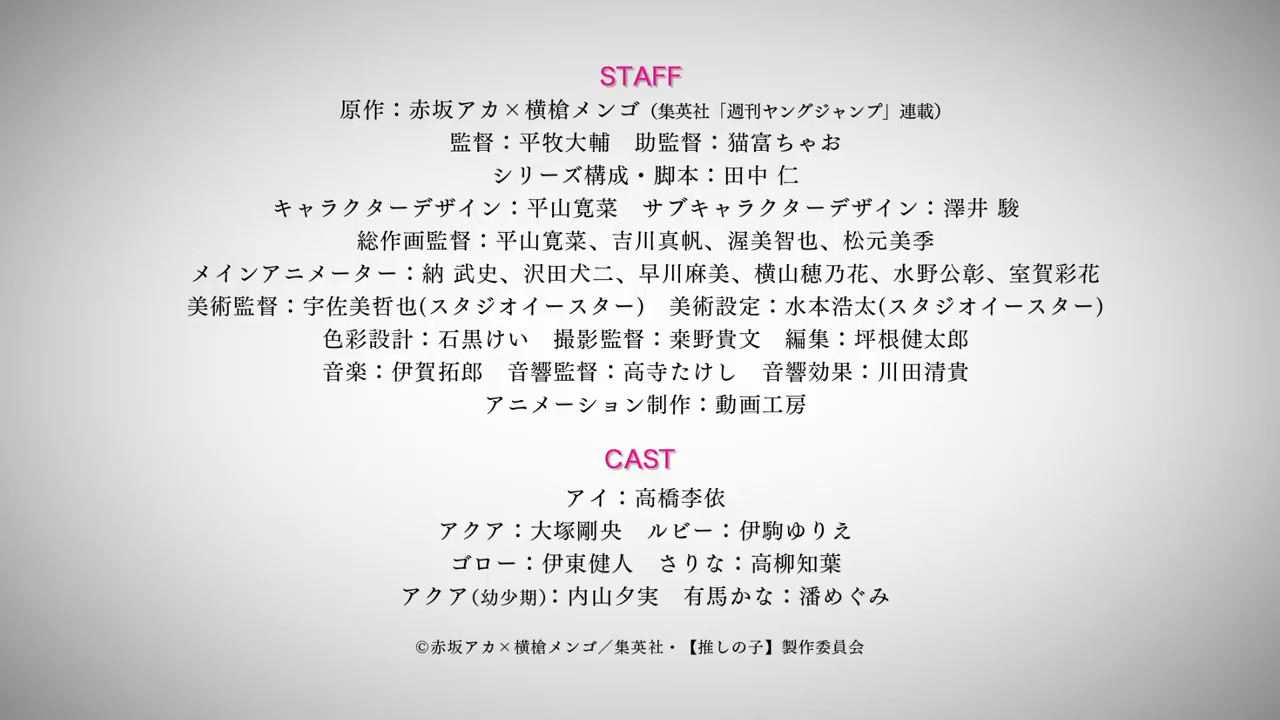 STAFF
原作：赤坂アカ×横槍メンゴ（集英社「週刊ヤングジャンプ」連載）
監督：平牧大輔　助監督：猫富ちゃお
シリーズ構成・脚本：田中 仁
キャラクターデザイン：平山寛菜　サブキャラクターデザイン：澤井 駿
総作画監督：平山寛菜、吉川真帆、渥美智也、松元美季
メインアニメーター：納 武史、沢田犬二、早川麻美、横山穂乃花、水野公彰、室賀彩花
美術監督：宇佐美哲也(スタジオイースター)　美術設定：水本浩太(スタジオイースター)
色彩設計：石黒けい　撮影監督：桒野貴文　編集：坪根健太郎
音楽：伊賀拓郎　音響監督：高寺たけし　音響効果：川田清貴
アニメーション制作：動画工房
CAST
アイ：高橋李依
アクア：大塚剛央　ルビー：伊駒ゆりえ
ゴロー：伊東健人　さりな：高柳知葉
アクア(幼少期)：内山夕実　有馬かな：潘めぐみ
©赤坂アカ×横槍メンゴ／集英社・【推しの子】製作委員会